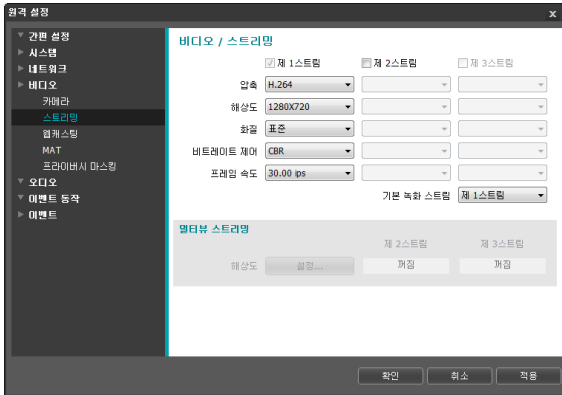 원격 설정 x
간편 설정
시스템
네트워크
비디오
카메라
스트리밍
웹캐스팅
MAT
프라이버시 마스킹
오디오
이벤트 동작
이벤트
비디오 / 스트리밍
제 1스트림 제 2스트림 제 3스트림
압축 H.264
해상도 1280X720
화질 표준
비트레이트 제어 CBR
프레임 속도 30.00 ips
기본 녹화 스트림 제 1스트림
멀티뷰 스트리밍
제 2스트림 제 3스트림
해상도 설정... 꺼짐 꺼짐
확인 취소 적용